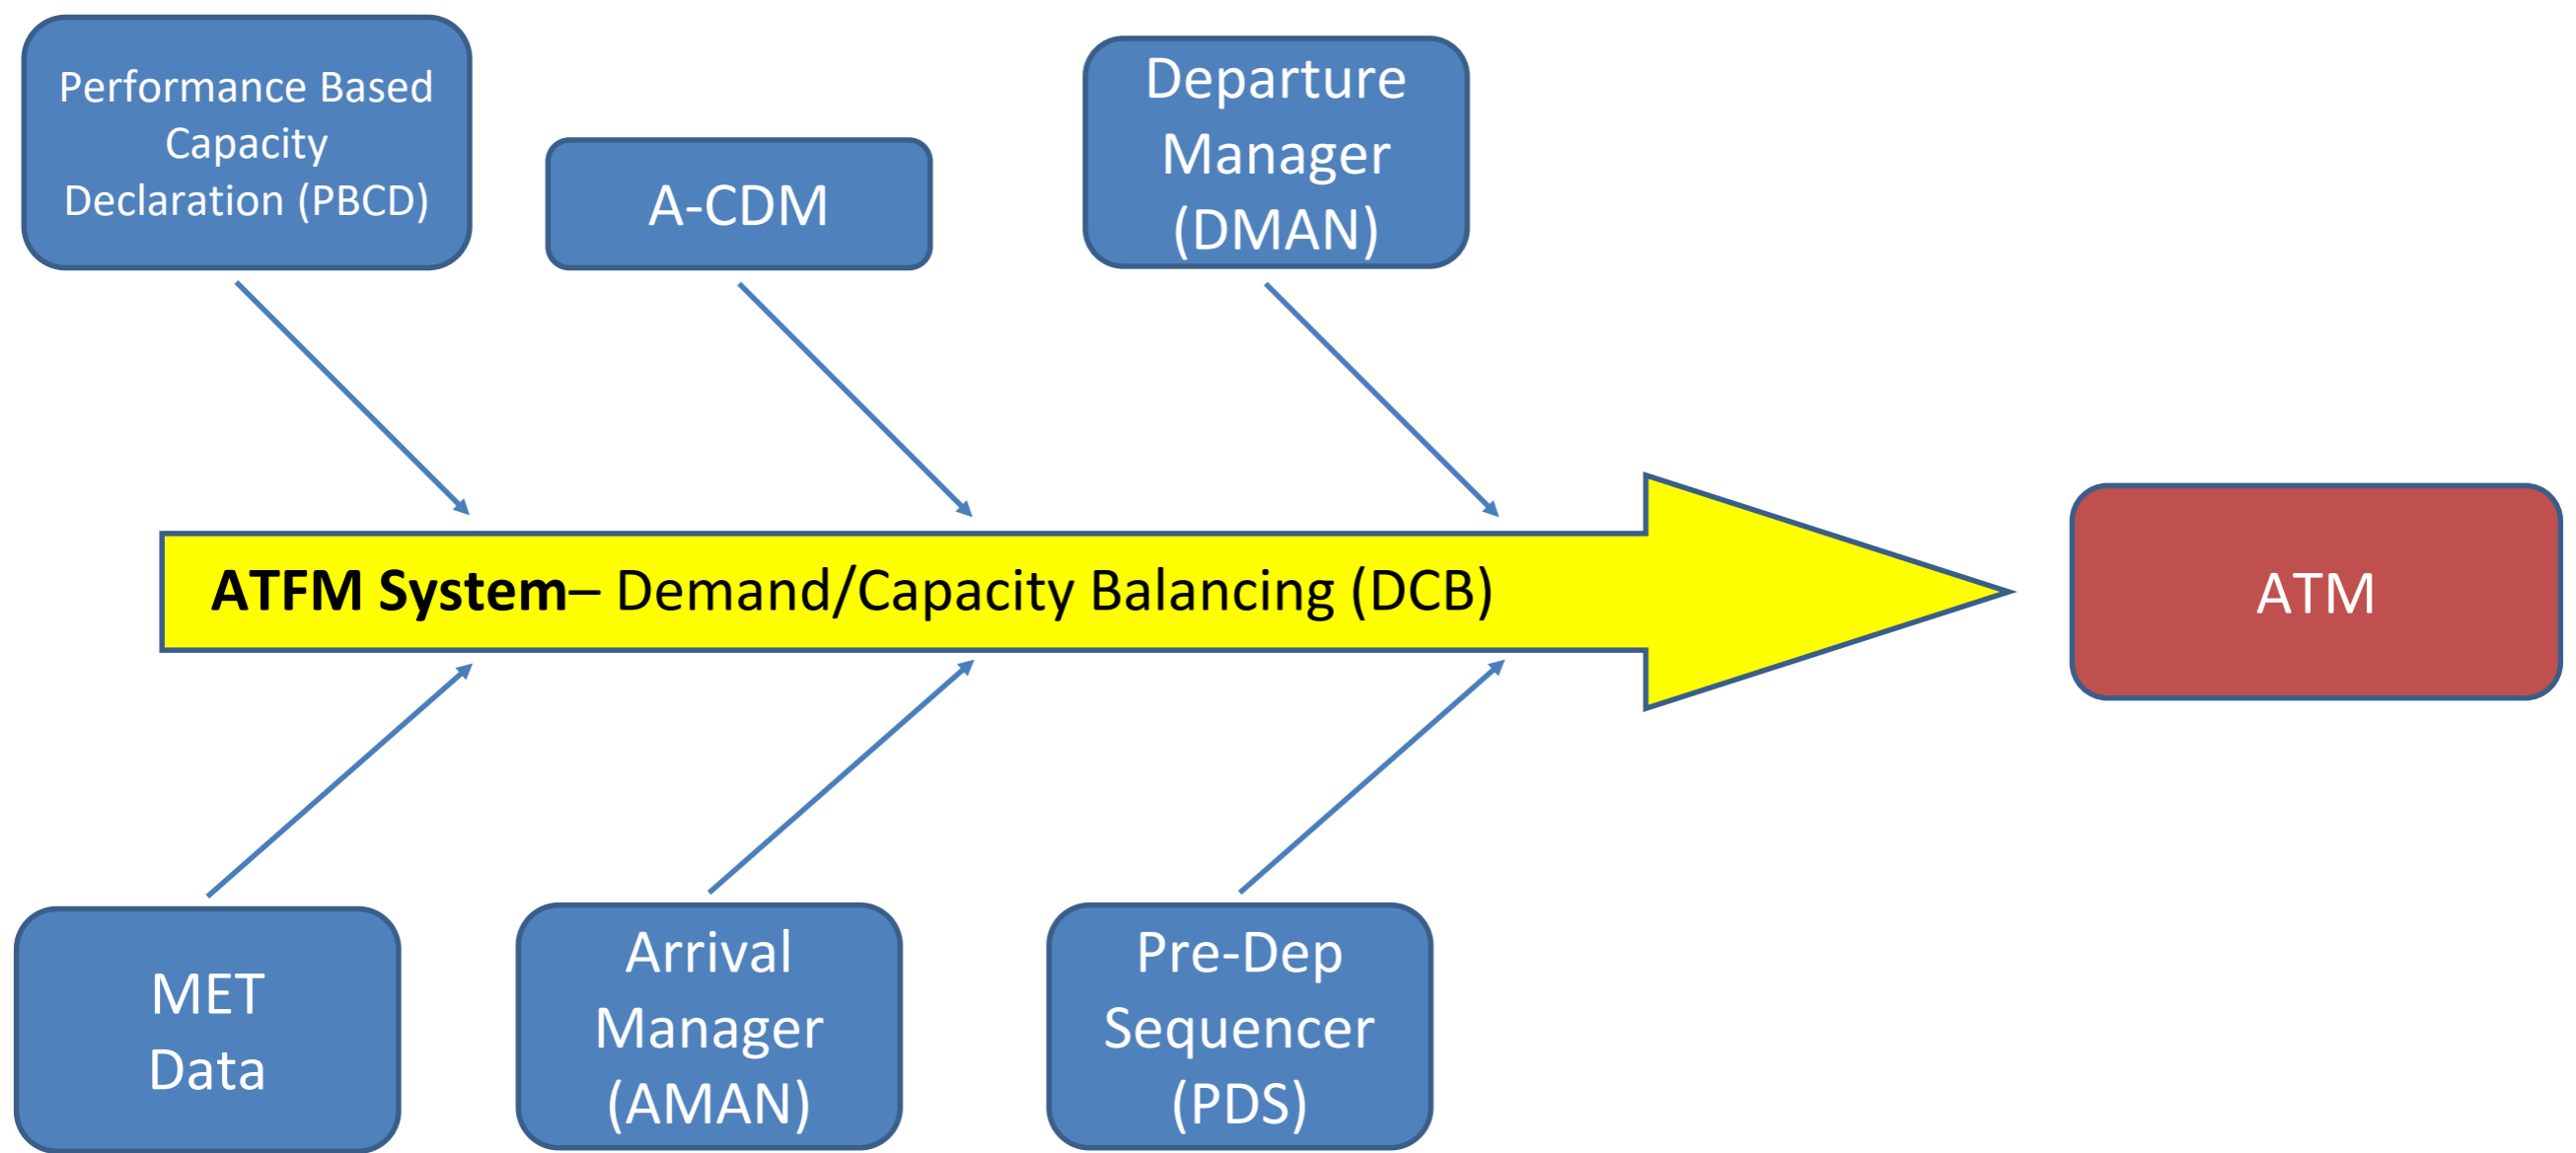 Performance Based
Capacity
Declaration (PBCD)
A-CDM
Departure
Manager
(DMAN)
ATFM System– Demand/Capacity Balancing (DCB)
ATM
MET
Data
Arrival
Manager
(AMAN)
Pre-Dep
Sequencer
(PDS)